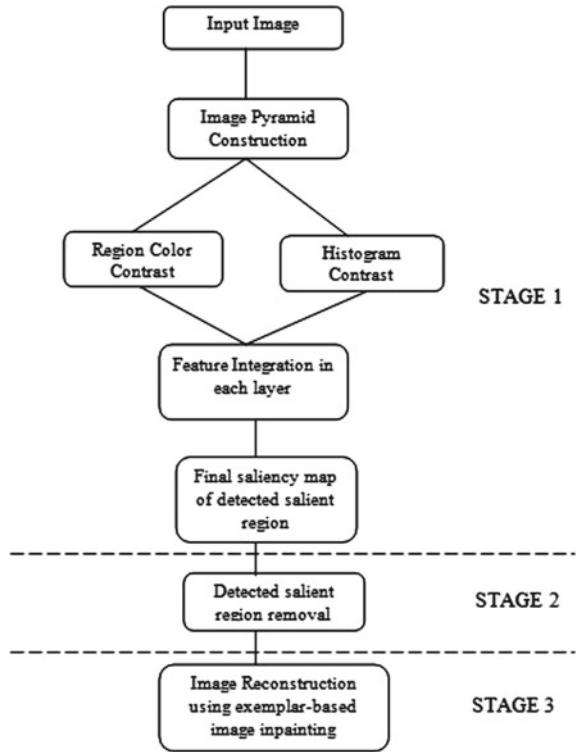 Input Image
Image Pyramid
Construction
Region Color
Contrast
Histogram
Contrast
STAGE 1
Feature Integration in
each layer
Final saliency map
of detected salient
region
Detected salient
region removal
STAGE 2
Image Reconstruction
using exemplar-based
image inpainting
STAGE 3